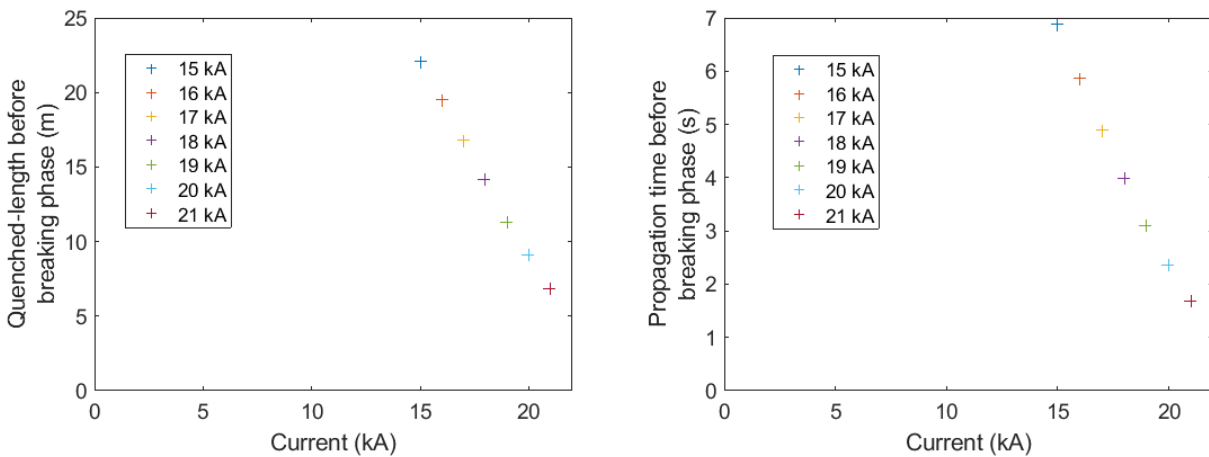 Quenched-length before
breaking phase (m)
25
20
15
10
5
0
15 kA
16 kA
17 kA
18 kA
19 kA
20 kA
21 kA
0
5
10
15
20
Current (kA)
Propagation time before
breaking phase (s)
7
6
5
4
3
2
1
0
15 kA
16 kA
17 kA
18 kA
19 kA
20 kA
21 kA
0
5
10
15
20
Current (kA)